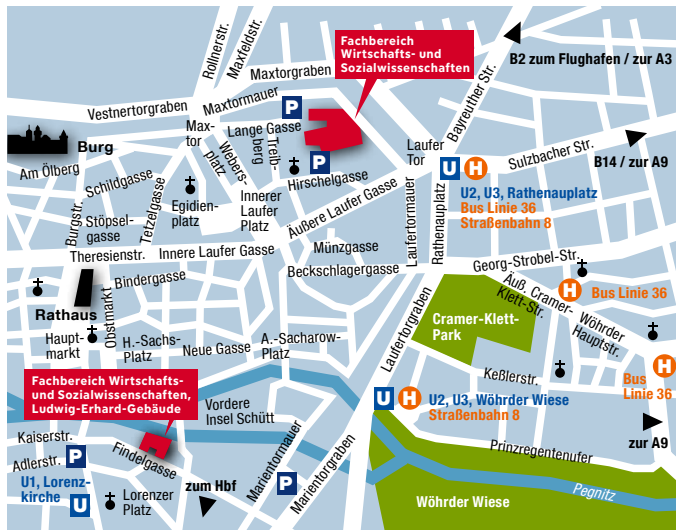 Rollnerstr.
Maxfeldstr.
Fachbereich
Wirtschafts- und
Sozialwissenschaften
B2 zum Flughafen / zur A3
Bayreuther Str.
Maxtorgraben
Vestnertorgraben
Maxtormauer
P
Lange Gasse
Max-
tor
Treib-
berg
Webers-
platz
P
Hirschelgasse
Laufer
Tor
U
H
Sulzbacher Str.
B14 / zur A9
U2, U3, Rathenauplatz
Bus Linie 36
Straßenbahn 8
Burg
Am Ölberg
Schildgasse
Burgstr.
Stöpsel-
gasse
Tetzelgasse
Egidien-
platz
Innerer
Laufer
Platz
Äußere Laufer Gasse
Laufertormauer
Rathenauplatz
Theresienstr.
Innere Laufer Gasse
Münzgasse
Beckschlagergasse
Georg-Strobel-Str.
Bindergasse
Äuß. Cramer-
Klett-Str.
H
Bus Linie 36
Rathaus
Obstmarkt
Haupt-
markt
H.-Sachs-
Platz
Neue Gasse
A.-Sacharow-
Platz
Laufertorgraben
Cramer-Klett-
Park
Wöhrder
Hauptstr.
Keßlerstr.
H
Bus
Linie
36
Fachbereich Wirtschafts-
und Sozialwissenschaften,
Ludwig-Erhard-Gebäude
Vordere
Insel Schütt
U
H
U2, U3, Wöhrder Wiese
Straßenbahn 8
zur A9
Kaiserstr.
Adlerstr.
P
Findelgasse
Marientormauer
Marientorgraben
Prinzregentenufer
U1, Lorenz-
kirche
U
Lorenzer
Platz
zum Hbf
P
Wöhrder Wiese
Pegnitz